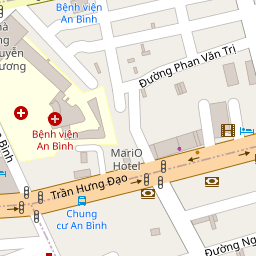 Bệnh viện
An Bình
Đường Phan Văn Trị
Bệnh viện
An Bình
MariO
Hotel
Trần Hưng Đạo
Chung
cư An Bình
Bình